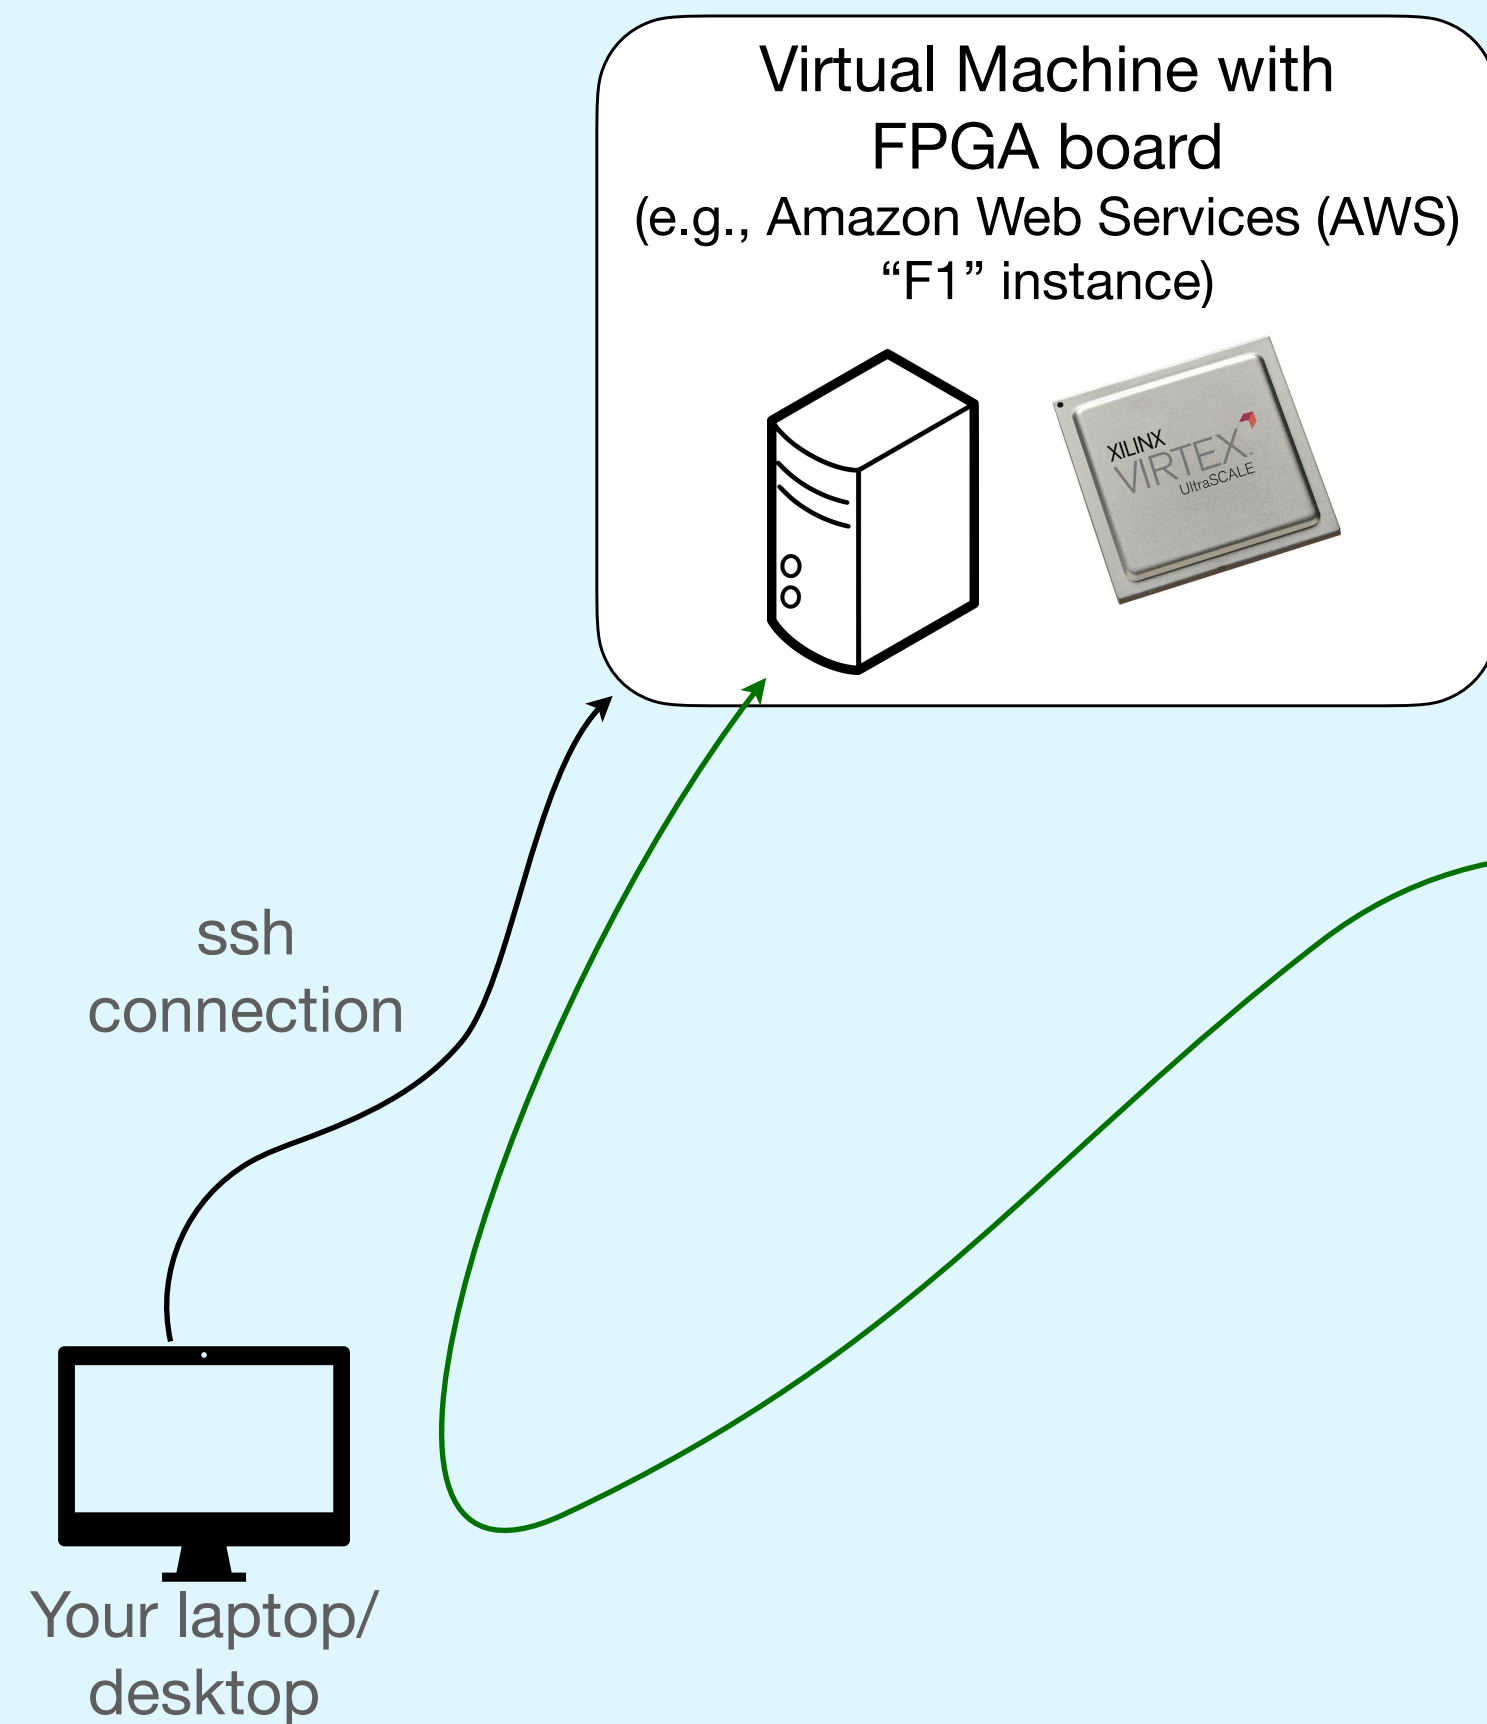 Virtual Machine with
FPGA board
(e.g., Amazon Web Services (AWS)
“F1” instance)
XILINX
VIRTEX
UltraSCALE
ssh
connection
Your laptop/
desktop